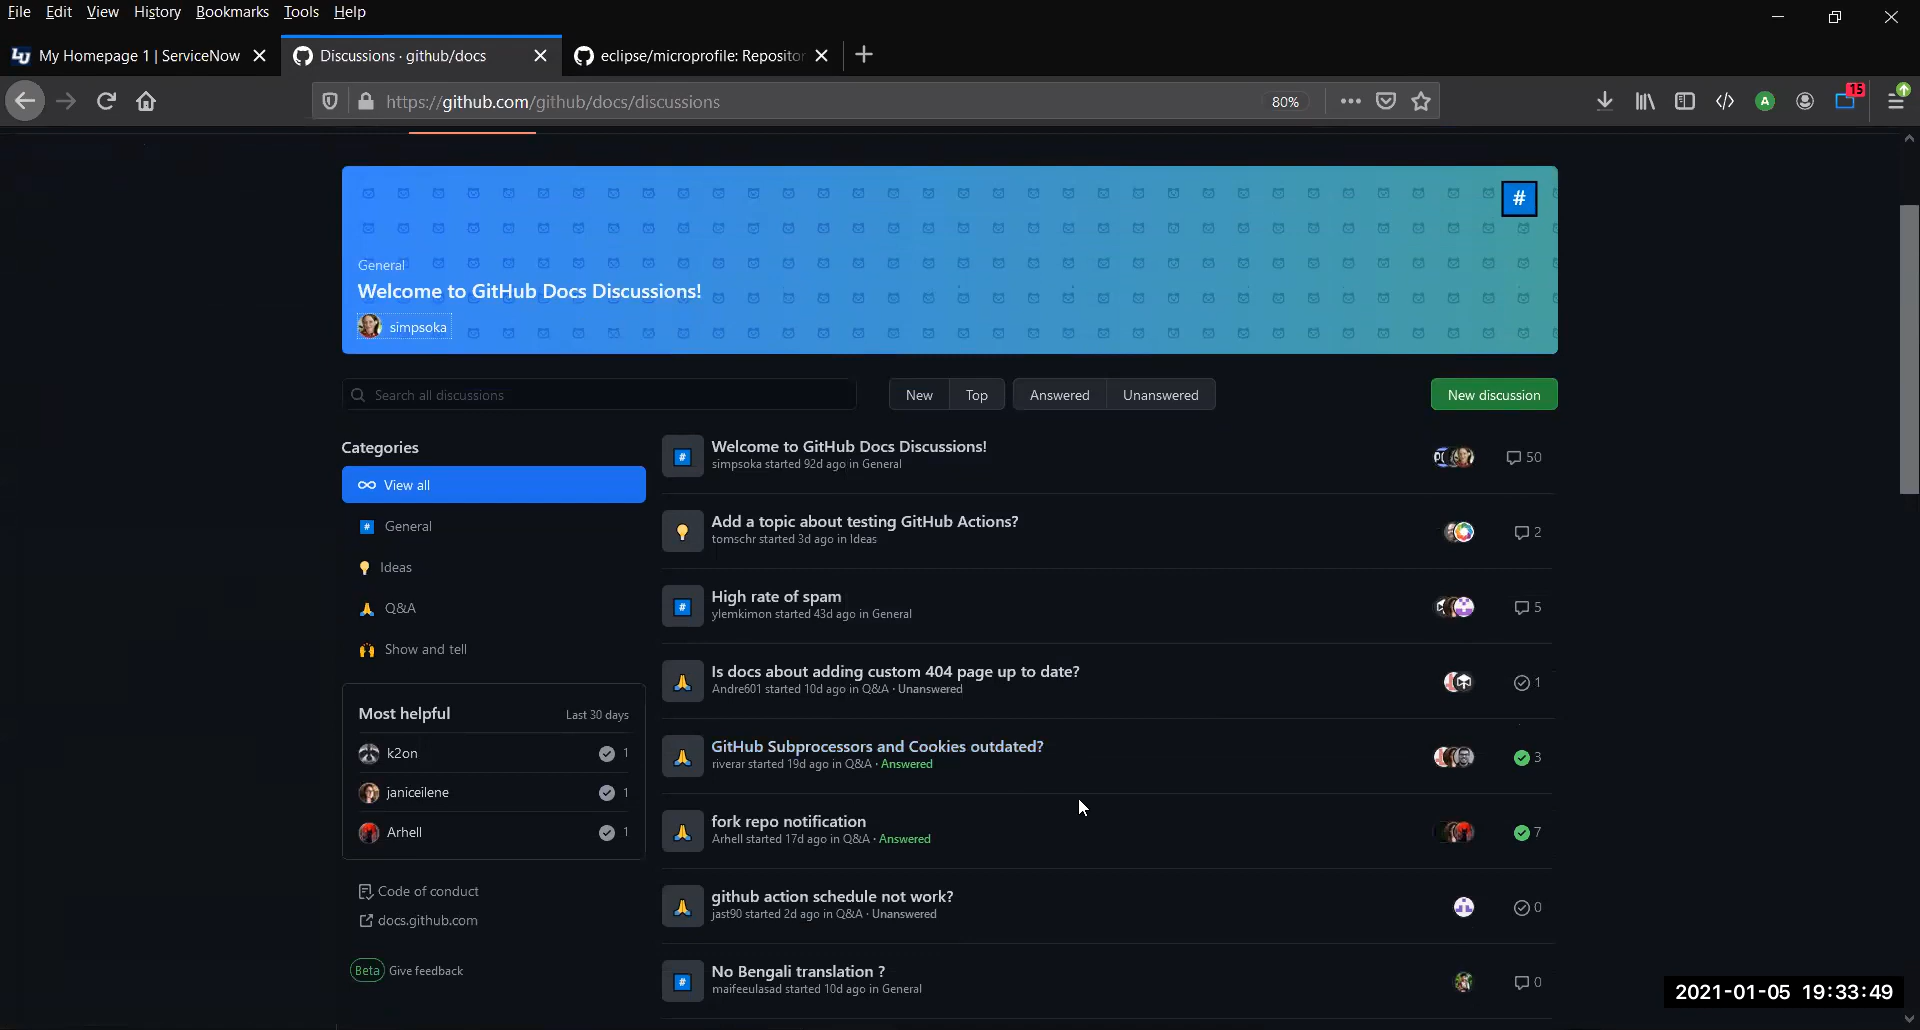 File Edit View History Bookmarks Tools Help
My Homepage 1 | ServiceNow
Discussions · github/docs
eclipse/microprofile: Repositor
https://github.com/github/docs/discussions
80%
15
A
General
Welcome to GitHub Docs Discussions!
simpsoka
#
Search all discussions
New Top Answered Unanswered
New discussion
Categories
View all
# General
Ideas
Q&A
Show and tell
Most helpful Last 30 days
k2on 1
janiceilene 1
Arhell 1
Code of conduct
docs.github.com
Beta Give feedback
# Welcome to GitHub Docs Discussions! 50
simpsoka started 92d ago in General
Add a topic about testing GitHub Actions? 2
tomschr started 3d ago in Ideas
# High rate of spam 5
ylemkimon started 43d ago in General
Is docs about adding custom 404 page up to date? 1
Andre601 started 10d ago in Q&A · Unanswered
GitHub Subprocessors and Cookies outdated? 3
riverar started 19d ago in Q&A · Answered
fork repo notification 7
Arhell started 17d ago in Q&A · Answered
github action schedule not work? 0
jast90 started 2d ago in Q&A · Unanswered
# No Bengali translation ? 0
maifeeulasad started 10d ago in General
2021-01-05 19:33:49